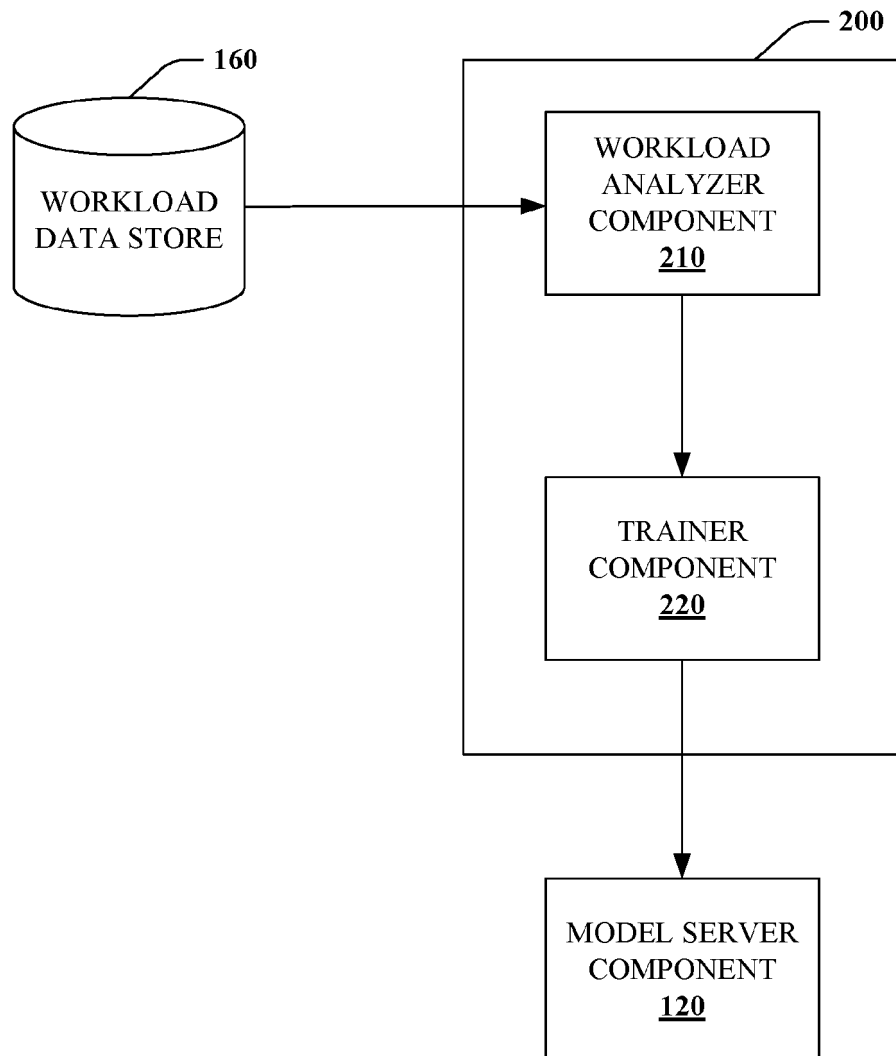 200
160
WORKLOAD
DATA STORE
WORKLOAD
ANALYZER
COMPONENT
210
TRAINER
COMPONENT
220
MODEL SERVER
COMPONENT
120